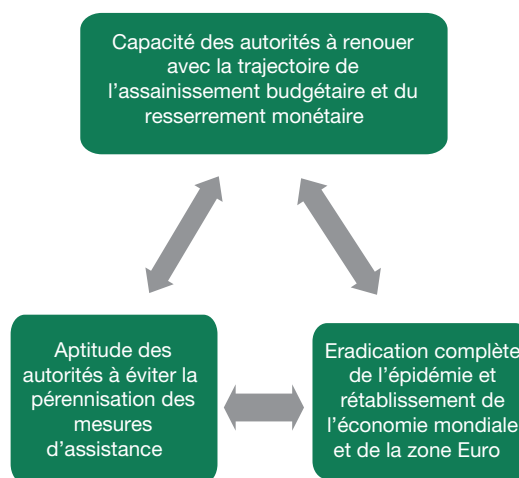 Capacité des autorités à renouer
avec la trajectoire de
l’assainissement budgétaire et du
resserrement monétaire
Aptitude des
autorités à éviter la
pérennisation des
mesures
d’assistance
Eradication complète
de l’épidémie et
rétablissement de
l’économie mondiale
et de la zone Euro